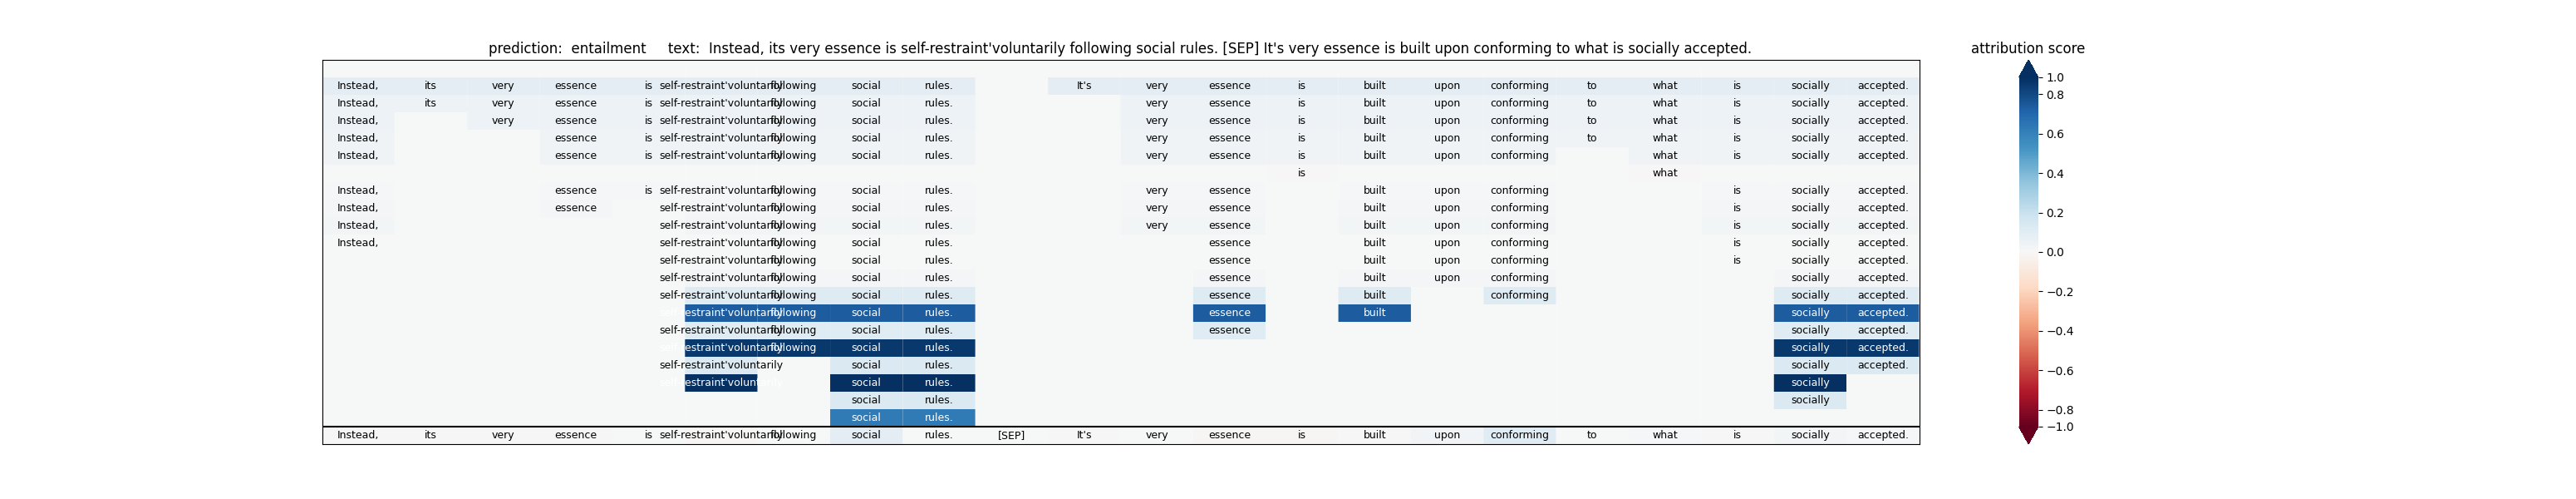 prediction: entailment text: Instead, its very essence is self-restraint'voluntarily following social rules. [SEP] It's very essence is built upon conforming to what is socially accepted.
attribution score
Instead, its very essence is self-restraint'voluntarily following social rules. It's very essence is built upon conforming to what is socially accepted.
Instead, its very essence is self-restraint'voluntarily following social rules. very essence is built upon conforming to what is socially accepted.
Instead, very essence is self-restraint'voluntarily following social rules. very essence is built upon conforming to what is socially accepted.
Instead, essence is self-restraint'voluntarily following social rules. very essence is built upon conforming to what is socially accepted.
Instead, essence is self-restraint'voluntarily following social rules. very essence is built upon conforming what is socially accepted.
is what
Instead, essence is self-restraint'voluntarily following social rules. very essence built upon conforming is socially accepted.
Instead, essence self-restraint'voluntarily following social rules. very essence built upon conforming is socially accepted.
Instead, self-restraint'voluntarily following social rules. very essence built upon conforming is socially accepted.
Instead, self-restraint'voluntarily following social rules. essence built upon conforming is socially accepted.
self-restraint'voluntarily following social rules. essence built upon conforming is socially accepted.
self-restraint'voluntarily following social rules. essence built upon conforming socially accepted.
self-restraint'voluntarily following social rules. essence built conforming socially accepted.
self-restraint'voluntarily following social rules. essence built socially accepted.
self-restraint'voluntarily following social rules. essence socially accepted.
self-restraint'voluntarily following social rules. socially accepted.
self-restraint'voluntarily social rules. socially accepted.
self-restraint'voluntarily social rules. socially
social rules. socially
social rules.
Instead, its very essence is self-restraint'voluntarily following social rules. [SEP] It's very essence is built upon conforming to what is socially accepted.
1.0
0.8
0.6
0.4
0.2
0.0
−0.2
−0.4
−0.6
−0.8
−1.0